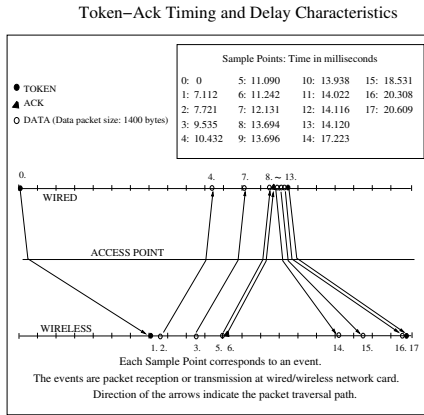 Token−Ack Timing and Delay Characteristics
Sample Points: Time in milliseconds
0: 0 5: 11.090 10: 13.938 15: 18.531
1: 7.112 6: 11.242 11: 14.022 16: 20.308
2: 7.721 7: 12.131 12: 14.116 17: 20.609
3: 9.535 8: 13.694 13: 14.120
4: 10.432 9: 13.696 14: 17.223
TOKEN
ACK
DATA (Data packet size: 1400 bytes)
0. 4. 7. 8. ~ 13.
WIRED
ACCESS POINT
WIRELESS
1. 2. 3. 5. 6. 14. 15. 16. 17
Each Sample Point corresponds to an event.
The events are packet reception or transmission at wired/wireless network card.
Direction of the arrows indicate the packet traversal path.